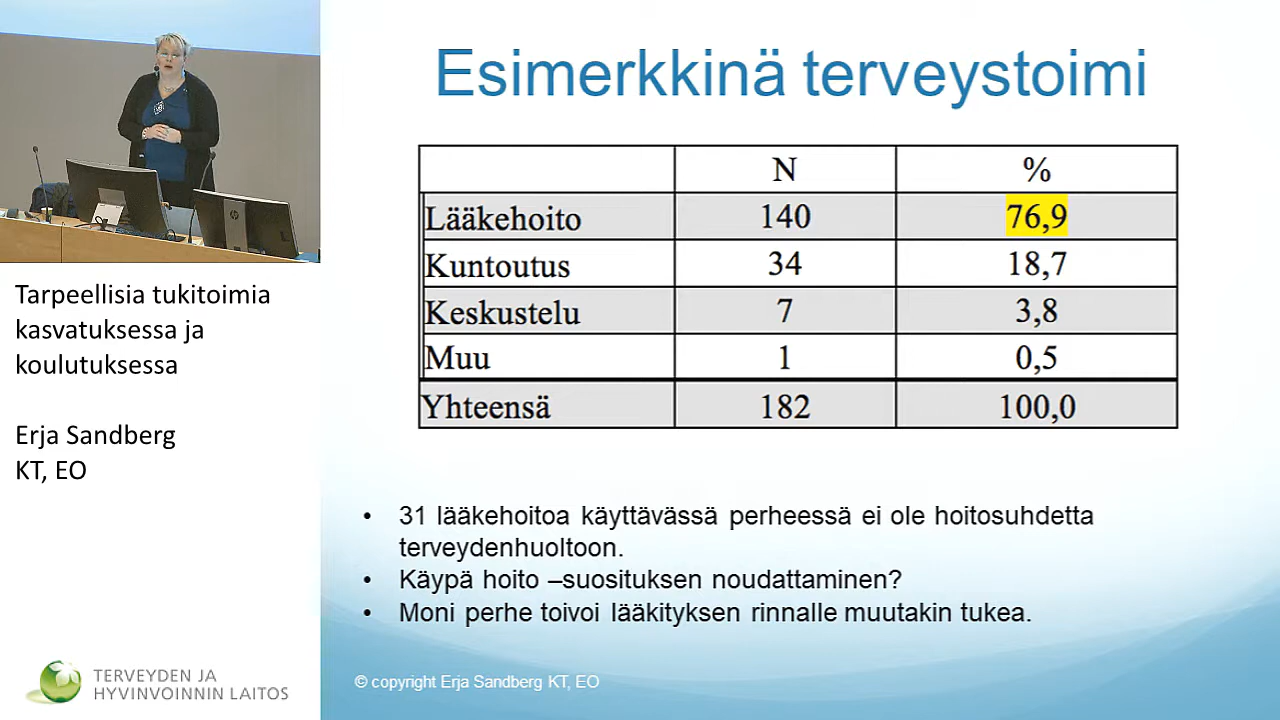 Esimerkkinä terveystoimi
N %
Lääkehoito 140 76,9
Kuntoutus 34 18,7
Keskustelu 7 3,8
Muu 1 0,5
Yhteensä 182 100,0
• 31 lääkehoitoa käyttävässä perheessä ei ole hoitosuhdetta
terveydenhuoltoon.
• Käypä hoito –suosituksen noudattaminen?
• Moni perhe toivoi lääkityksen rinnalle muutakin tukea.
© copyright Erja Sandberg KT, EO
Tarpeellisia tukitoimia
kasvatuksessa ja
koulutuksessa
Erja Sandberg
KT, EO
TERVEYDEN JA
HYVINVOINNIN LAITOS
hp